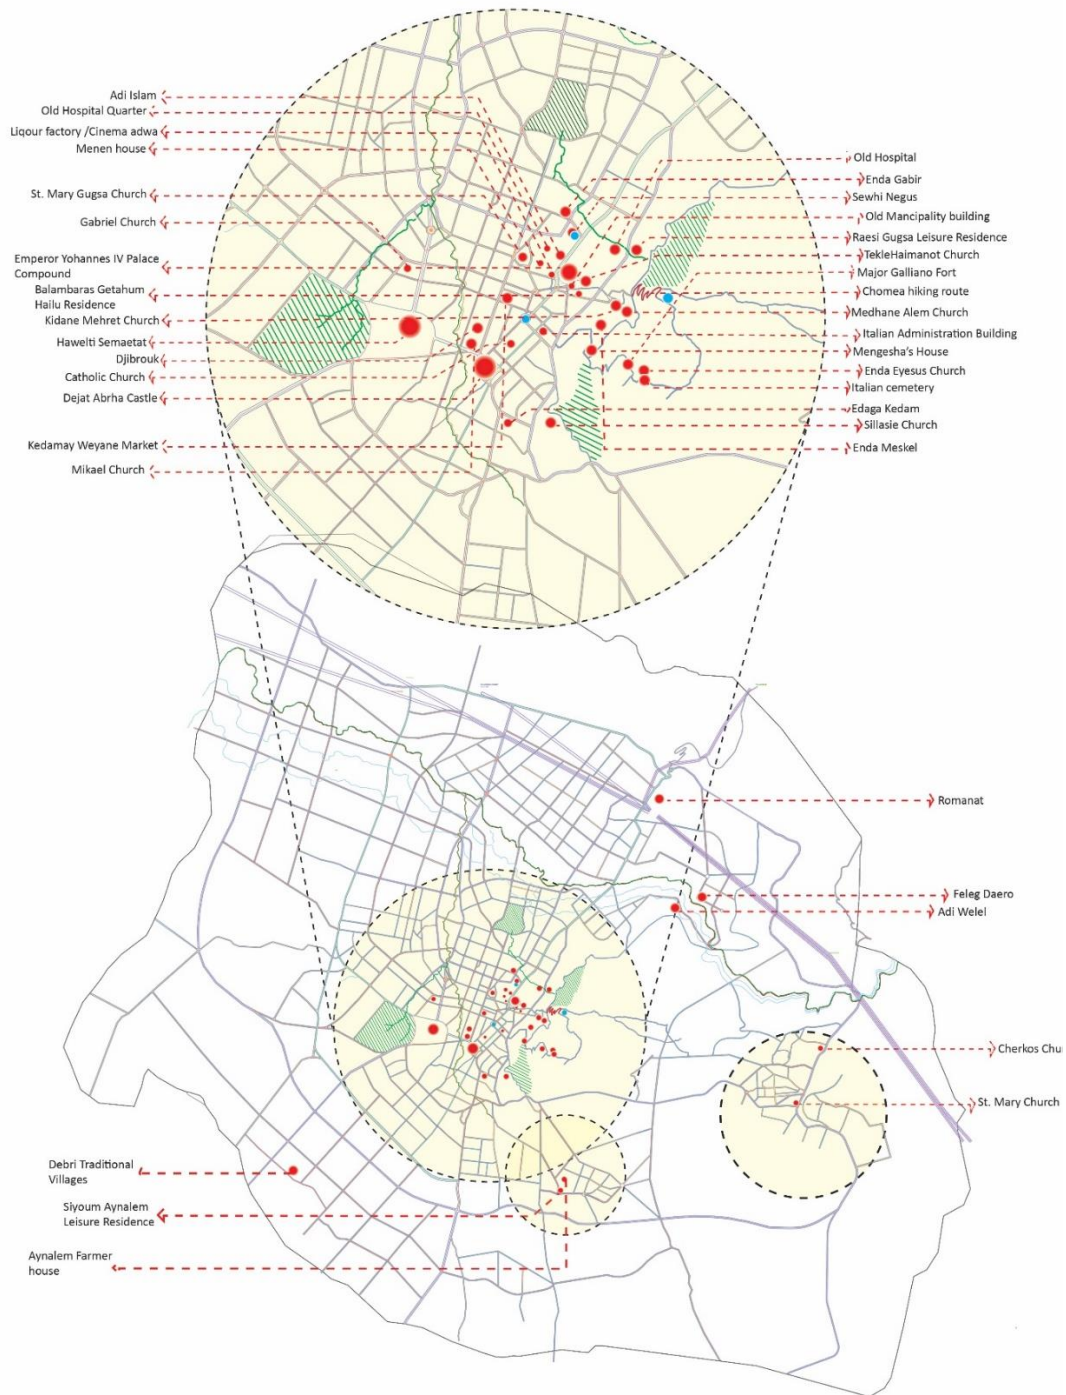 Adi Islam
Old Hospital Quarter
Liqour factory /Cinema adwa
Menen house
St. Mary Gugsa Church
Gabriel Church
Emperor Yohannes IV Palace
Compound
Balambaras Getahum
Hailu Residence
Kidane Mehret Church
Hawelti Semaetat
Djibrouk
Catholic Church
Dejat Abrha Castle
Kedamay Weyane Market
Mikael Church
Old Hospital
Enda Gabir
Sewhi Negus
Old Mancipality building
Raesi Gugsa Leisure Residence
TekleHaimanot Church
Major Galliano Fort
Chomea hiking route
Medhane Alem Church
Italian Administration Building
Mengesha's House
Enda Eyesus Church
Italian cemetery
Edaga Kedam
Sillasie Church
Enda Meskel
Romanat
Feleg Daero
Adi Welel
Cherkos Chu
St. Mary Church
Debri Traditional
Villages
Siyoum Aynalem
Leisure Residence
Aynalem Farmer
house